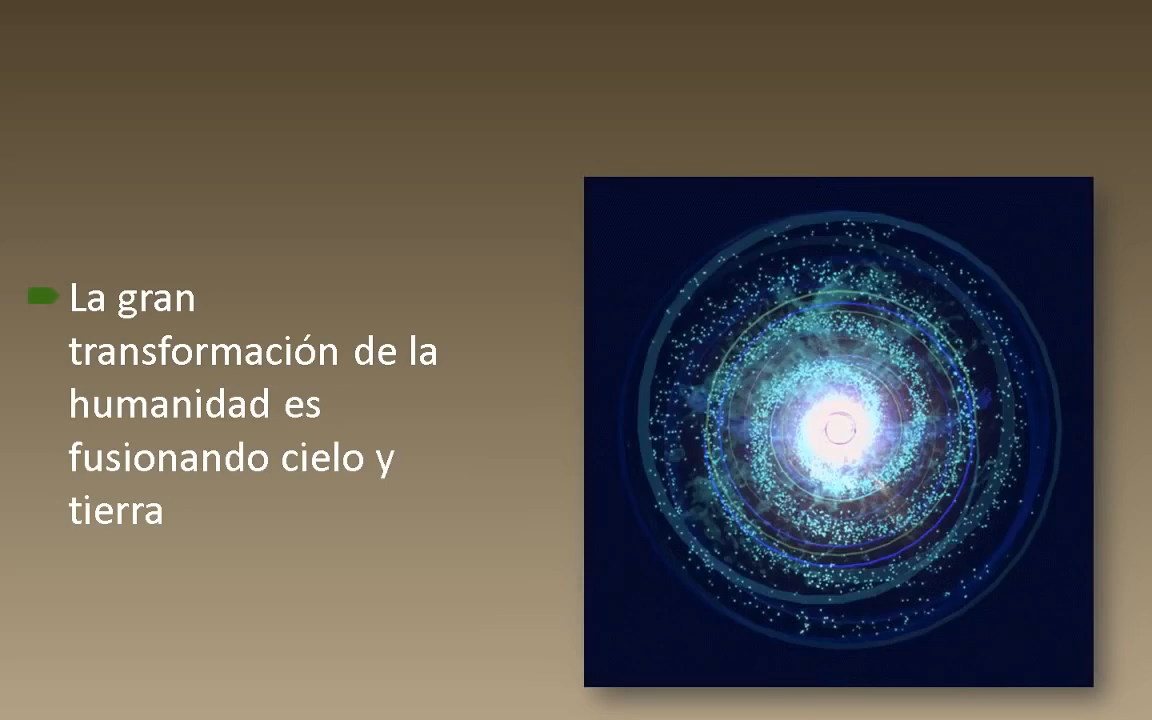 La gran
transformación de la
humanidad es
fusionando cielo y
tierra